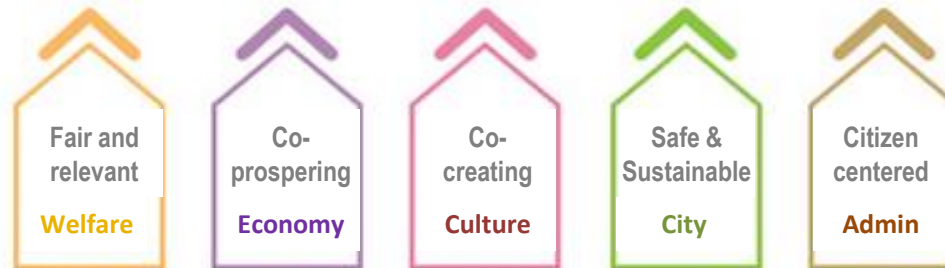 Fair and
relevant
Welfare
Co-
prospering
Economy
Co-
creating
Culture
Safe &
Sustainable
City
Citizen
centered
Admin